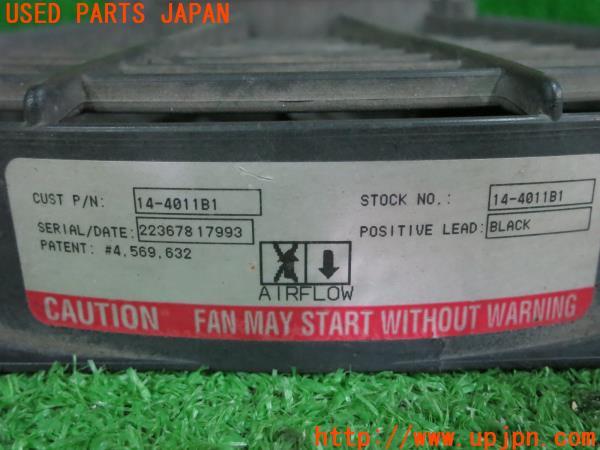 USED PARTS JAPAN
CUST P/N: 14-4011B1
STOCK NO.: 14-4011B1
SERIAL/DATE: 22367817993
POSITIVE LEAD: BLACK
PATENT: #4,569,632
AIRFLOW
CAUTION FAN MAY START WITHOUT WARNING
http://www.upjpn.com/